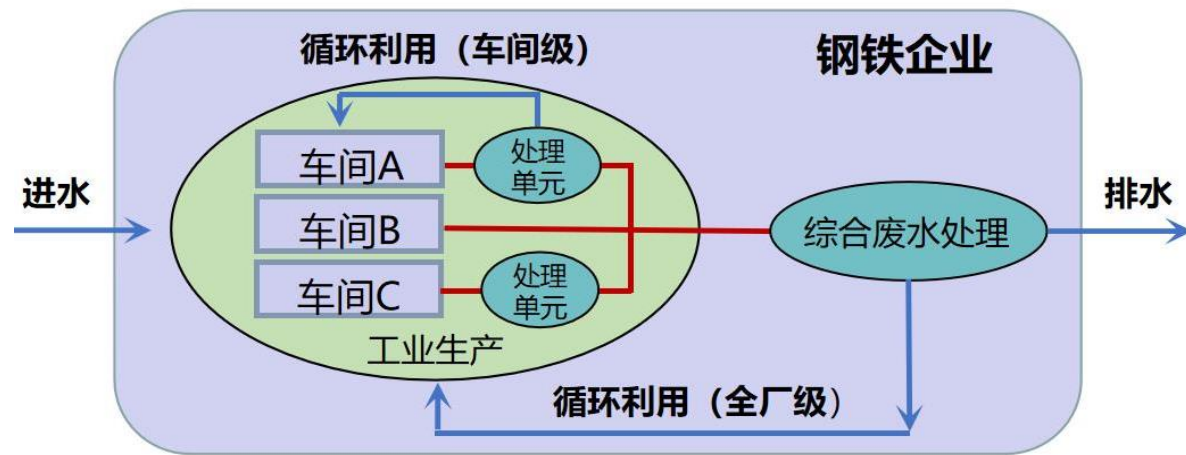 循环利用（车间级）
钢铁企业
进水
车间A
处理
单元
车间B
车间C
处理
单元
工业生产
综合废水处理
排水
循环利用（全厂级）